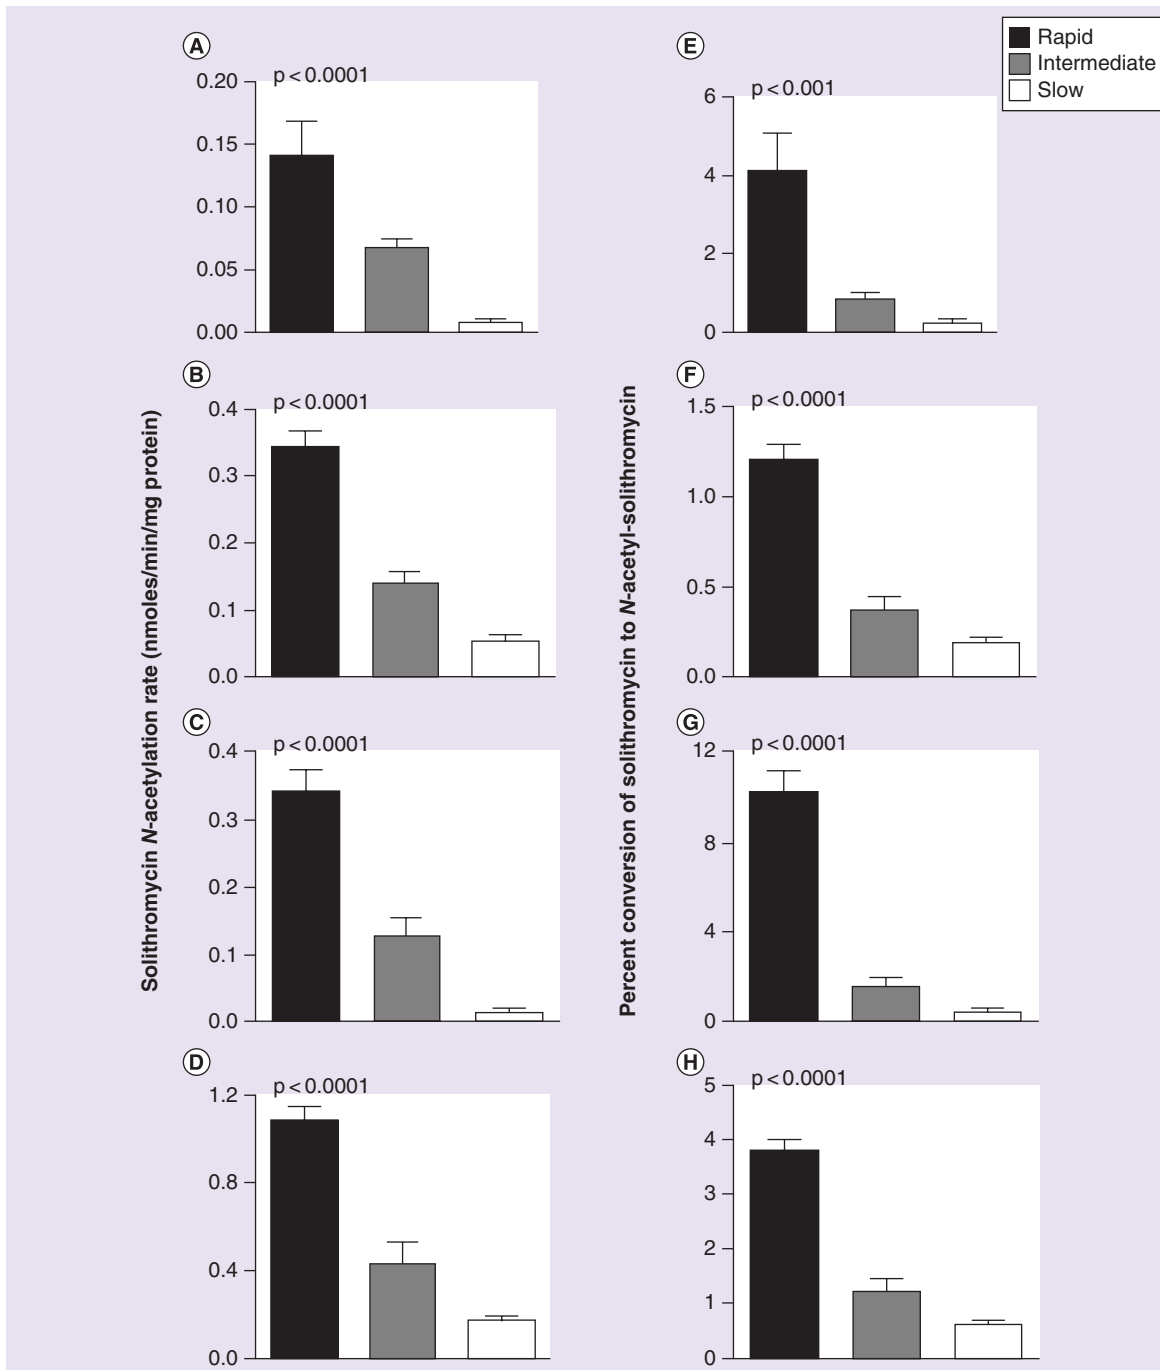 Rapid
Intermediate
Slow
Solithromycin N-acetylation rate (nmoles/min/mg protein)
A
p < 0.0001
0.20
0.15
0.10
0.05
0.00
B
p < 0.0001
0.4
0.3
0.2
0.1
0.0
C
p < 0.0001
0.4
0.3
0.2
0.1
0.0
D
p < 0.0001
1.2
0.8
0.4
0.0
Percent conversion of solithromycin to N-acetyl-solithromycin
E
p < 0.001
6
4
2
0
F
p < 0.0001
1.5
1.0
0.5
0.0
G
p < 0.0001
12
8
4
0
H
p < 0.0001
5
4
3
2
1
0